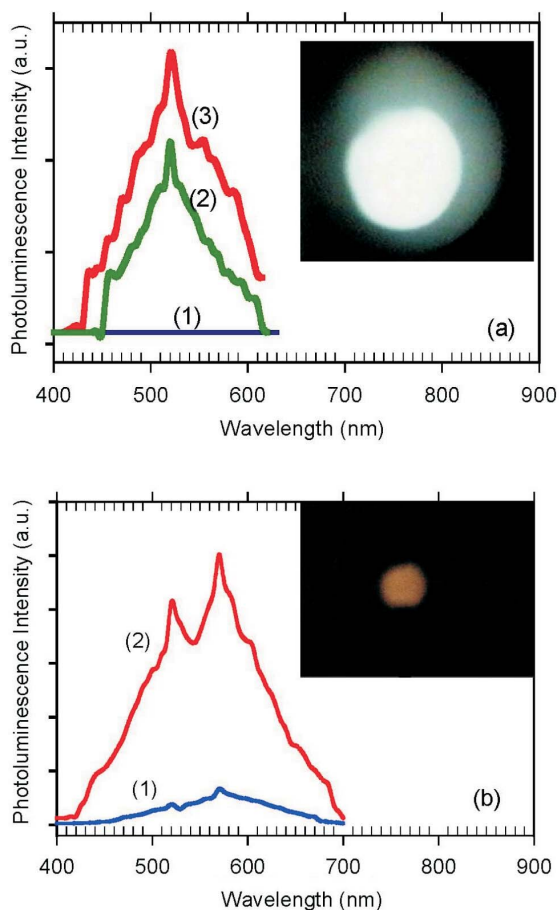 Photoluminescence Intensity (a.u.)
(3)
(2)
(1)
(a)
400 500 600 700 800 900
Wavelength (nm)
Photoluminescence Intensity (a.u.)
(2)
(1)
(b)
400 500 600 700 800 900
Wavelength (nm)